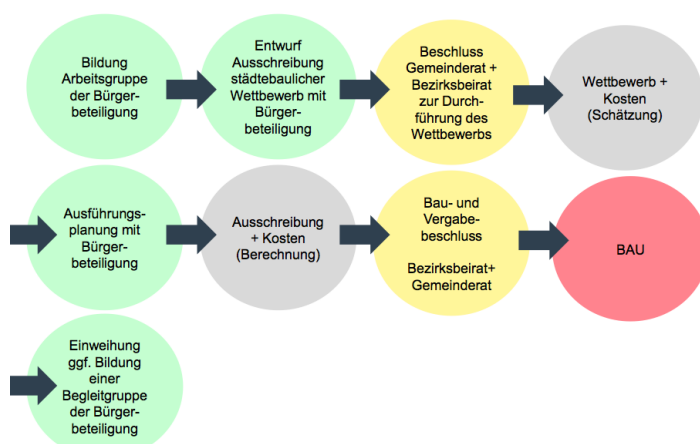 Bildung
Arbeitsgruppe
der Bürger-
beteiligung
Entwurf
Ausschreibung
städtebaulicher
Wettbewerb mit
Bürger-
beteiligung
Beschluss
Gemeinderat +
Bezirksbeirat
zur Durch-
führung des
Wettbewerbs
Wettbewerb +
Kosten
(Schätzung)
Ausführungs-
planung mit
Bürger-
beteiligung
Ausschreibung
+ Kosten
(Berechnung)
Bau- und
Vergabe-
beschluss
Bezirksbeirat+
Gemeinderat
BAU
Einweihung
ggf. Bildung
einer
Begleitgruppe
der Bürger-
beteiligung